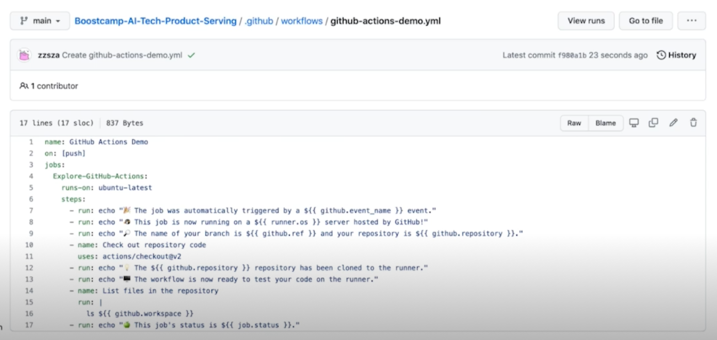 main
Boostcamp-AI-Tech-Product-Serving / .github / workflows / github-actions-demo.yml
View runs
Go to file
...
zzsza Create github-actions-demo.yml
Latest commit f980a1b 23 seconds ago
History
1 contributor
17 lines (17 sloc) 837 Bytes
Raw
Blame
1 name: GitHub Actions Demo
2 on: [push]
3 jobs:
4 Explore-GitHub-Actions:
5 runs-on: ubuntu-latest
6 steps:
7 - run: echo "🎉 The job was automatically triggered by a ${{ github.event_name }} event."
8 - run: echo "🐧 This job is now running on a ${{ runner.os }} server hosted by GitHub!"
9 - run: echo "🔎 The name of your branch is ${{ github.ref }} and your repository is ${{ github.repository }}."
10 - name: Check out repository code
11 uses: actions/checkout@v2
12 - run: echo "💡 The ${{ github.repository }} repository has been cloned to the runner."
13 - run: echo "🖥️ The workflow is now ready to test your code on the runner."
14 - name: List files in the repository
15 run: |
16 ls ${{ github.workspace }}
17 - run: echo "🍏 This job's status is ${{ job.status }}."